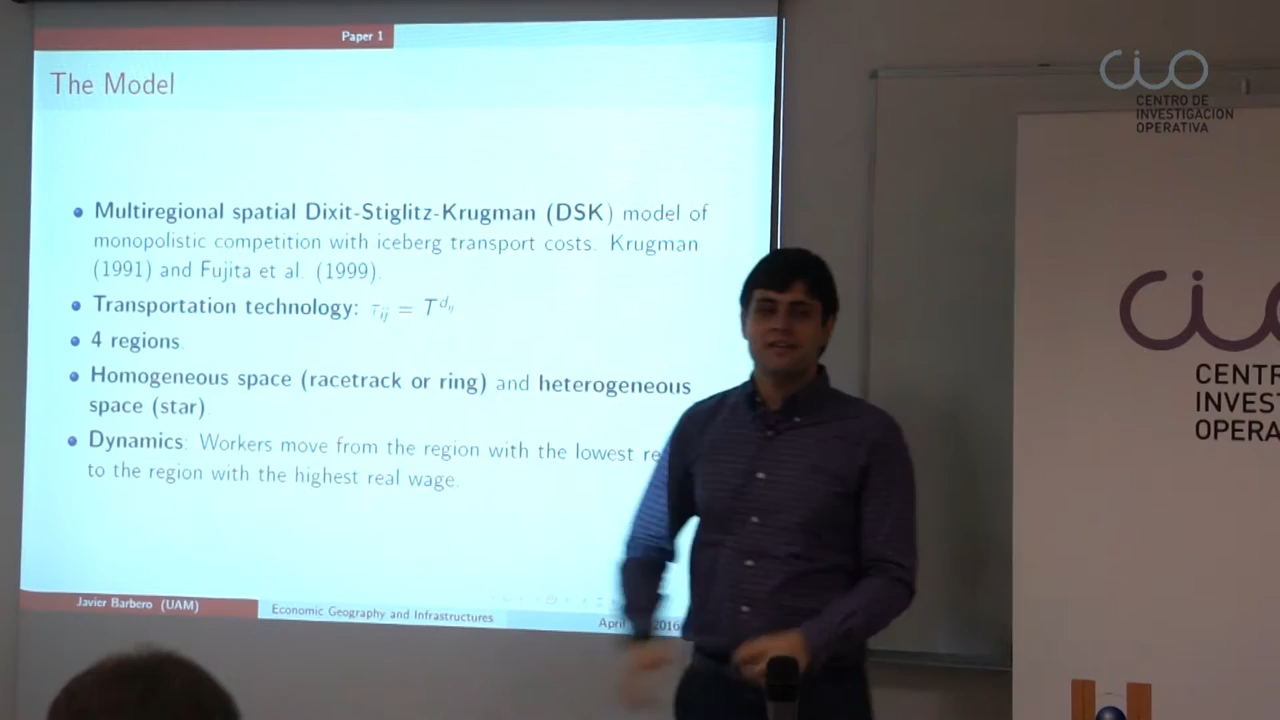 Paper 1
The Model
Multiregional spatial Dixit-Stiglitz-Krugman (DSK) model of
monopolistic competition with iceberg transport costs. Krugman
(1991) and Fujita et al. (1999).
Transportation technology: τij = T^dij
4 regions.
Homogeneous space (racetrack or ring) and heterogeneous
space (star).
Dynamics: Workers move from the region with the lowest
to the region with the highest real wage.
Javier Barbero (UAM)
Economic Geography and Infrastructures
April 2016
CIO
CENTRO DE
INVESTIGACION
OPERATIVA
CENTR
INVES
OPERA